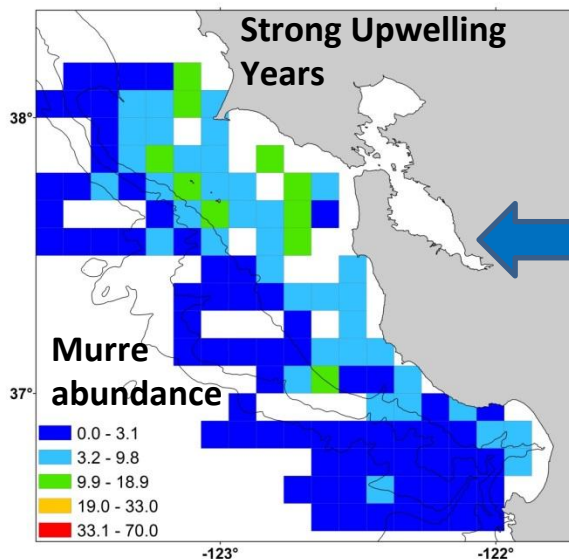 Strong Upwelling
Years
38°
Murre
abundance
37°
0.0 - 3.1
3.2 - 9.8
9.9 - 18.9
19.0 - 33.0
33.1 - 70.0
-123°
-122°